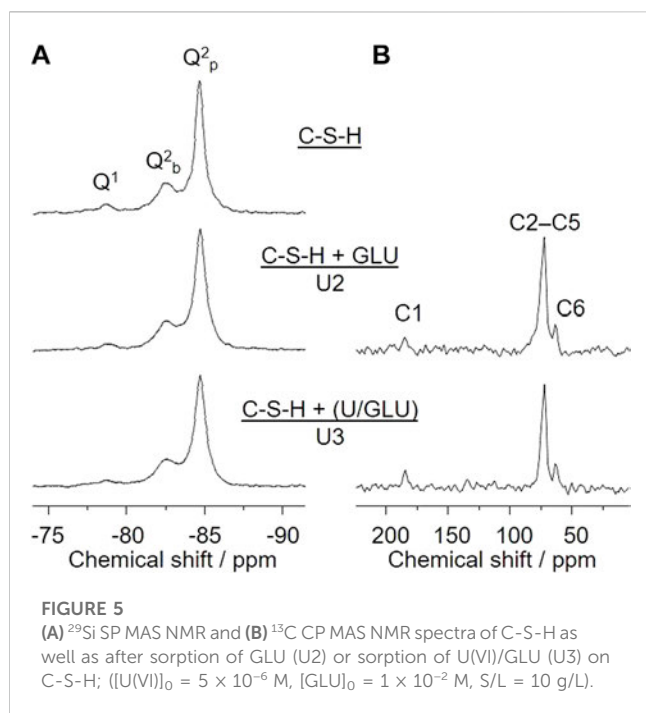 A
B
Q²p
C-S-H
Q²b
Q¹
C2–C5
C-S-H + GLU
U2
C6
C1
C-S-H + (U/GLU)
U3
-75 -80 -85 -90 200 150 100 50
Chemical shift / ppm Chemical shift / ppm
FIGURE 5
(A) ²⁹Si SP MAS NMR and (B) ¹³C CP MAS NMR spectra of C-S-H as
well as after sorption of GLU (U2) or sorption of U(VI)/GLU (U3) on
C-S-H; ([U(VI)]₀ = 5 × 10⁻⁶ M, [GLU]₀ = 1 × 10⁻² M, S/L = 10 g/L).